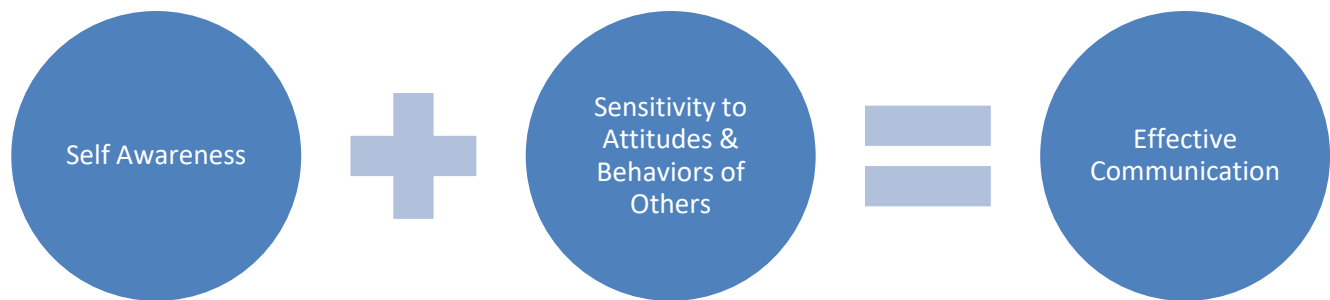 Self Awareness
Sensitivity to
Attitudes &
Behaviors of
Others
Effective
Communication